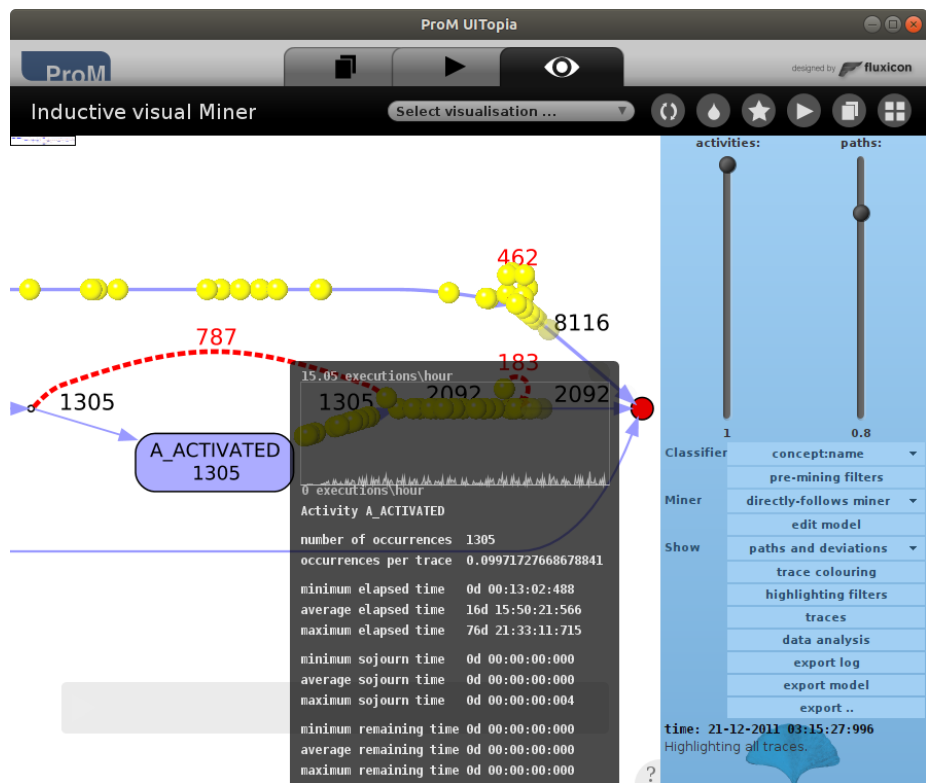 ProM UITopia
ProM
designed by fluxicon
Inductive visual Miner
Select visualisation ...
activities:
paths:
462
8116
787
183
15.05 executions\hour
1305
1305
2092
2092
A_ACTIVATED
1305
1
0.8
Classifier
concept:name
pre-mining filters
0 executions\hour
Activity A_ACTIVATED
Miner
directly-follows miner
edit model
number of occurrences 1305
occurrences per trace 0.09971727668678841
Show
paths and deviations
trace colouring
minimum elapsed time 0d 00:13:02:488
average elapsed time 16d 15:50:21:566
maximum elapsed time 76d 21:33:11:715
highlighting filters
traces
data analysis
minimum sojourn time 0d 00:00:00:000
average sojourn time 0d 00:00:00:000
maximum sojourn time 0d 00:00:00:004
export log
export model
export ..
minimum remaining time 0d 00:00:00:000
average remaining time 0d 00:00:00:000
maximum remaining time 0d 00:00:00:000
time: 21-12-2011 03:15:27:996
Highlighting all traces.
?